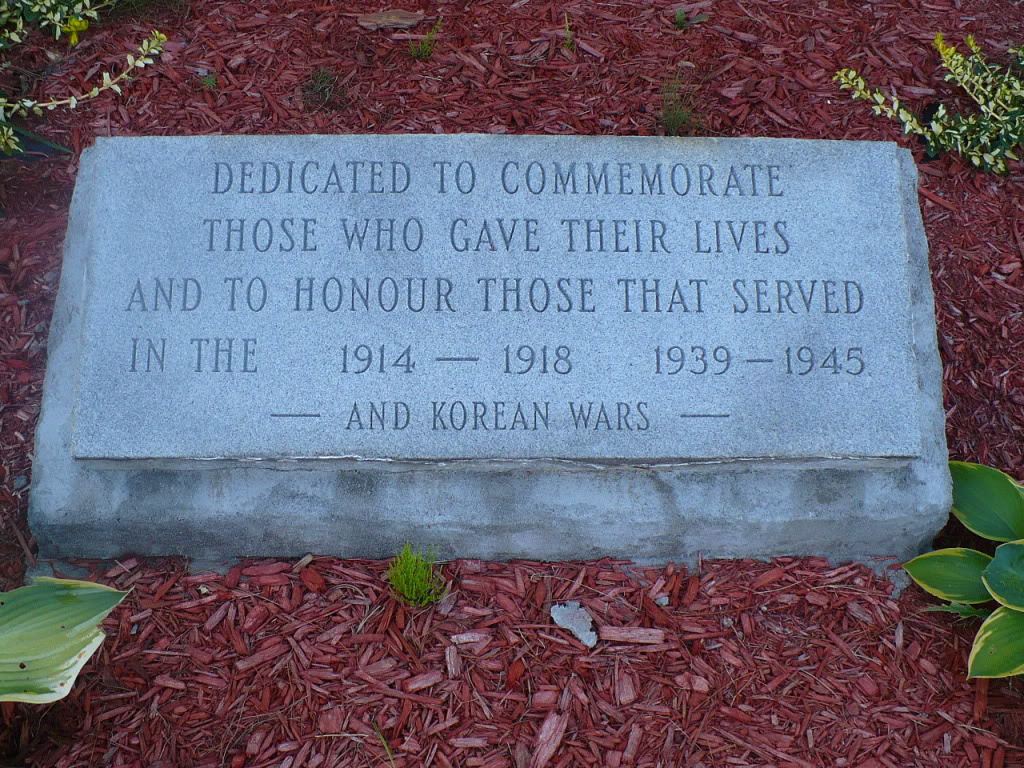 DEDICATED TO COMMEMORATE
THOSE WHO GAVE THEIR LIVES
AND TO HONOUR THOSE THAT SERVED
IN THE 1914 — 1918 1939 — 1945
— AND KOREAN WARS —